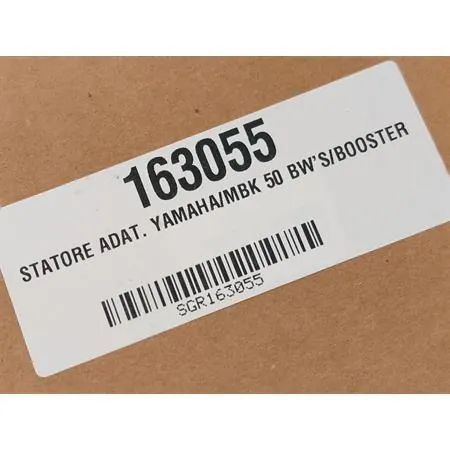 163055
STATORE ADAT. YAMAHA/MBK 50 BW'S/BOOSTER
SGR163055